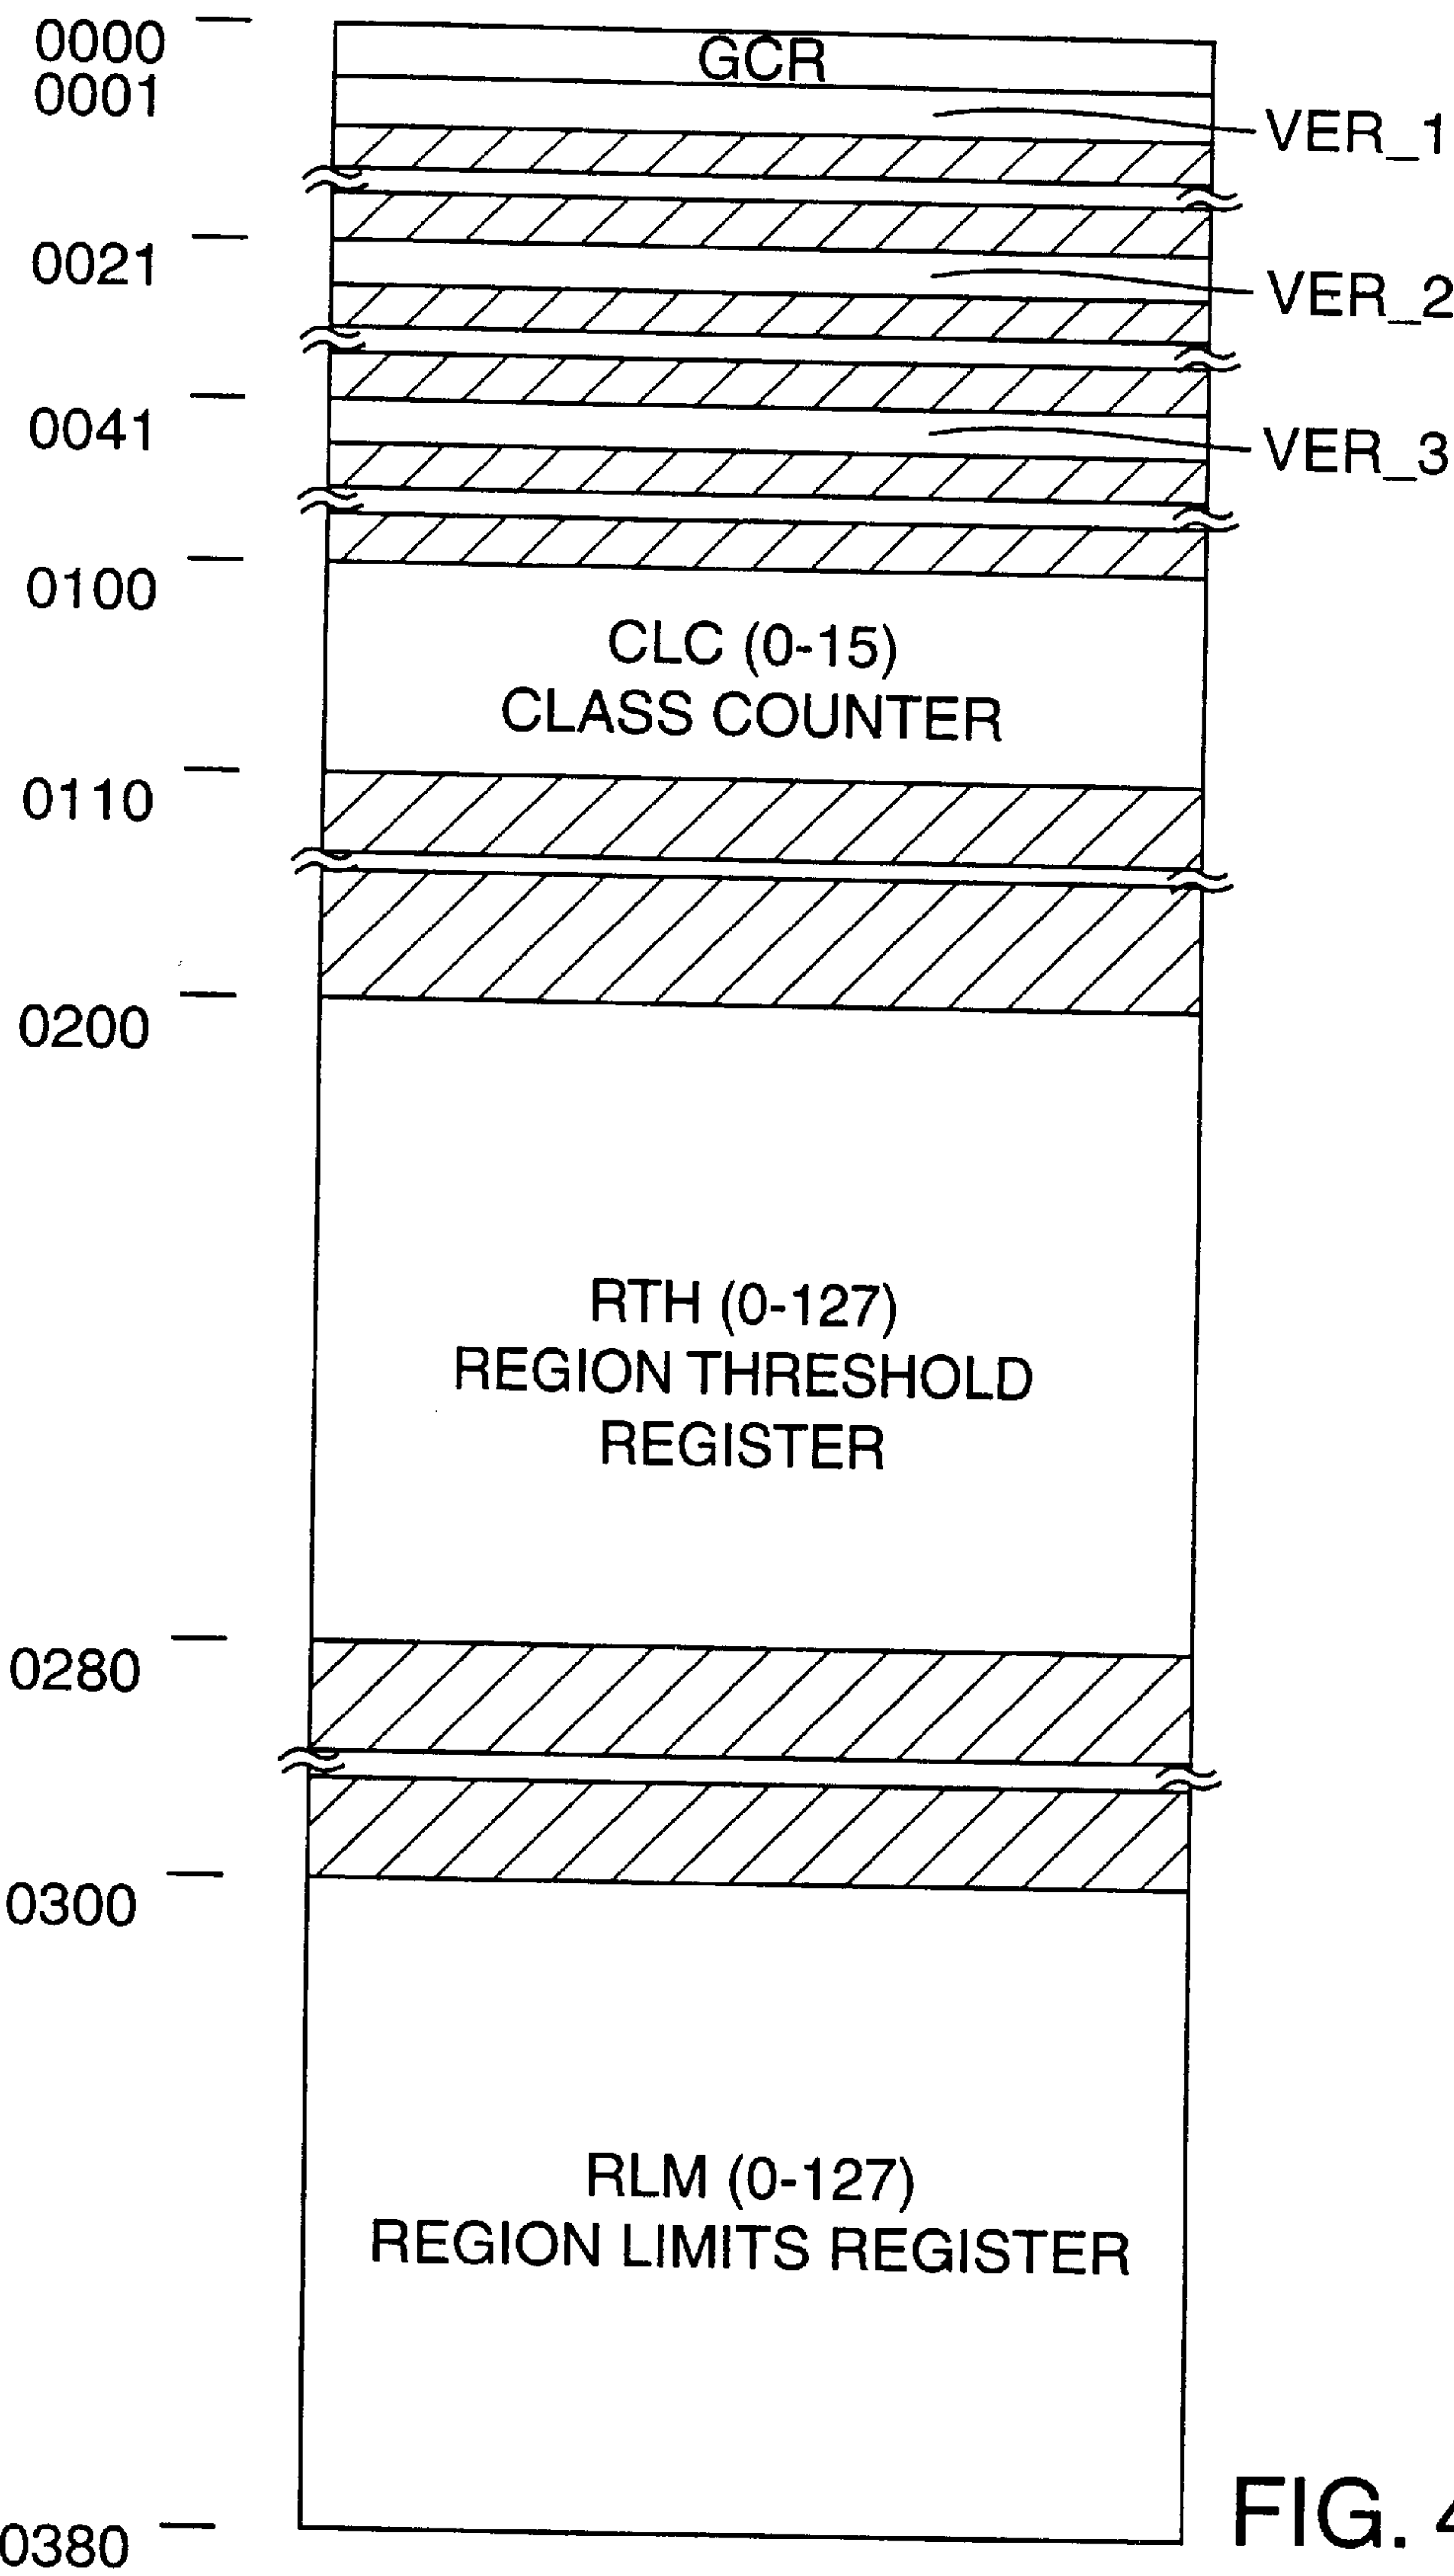 0000
GCR
0001
VER_1
0021
VER_2
0041
VER_3
0100
CLC (0-15)
CLASS COUNTER
0110
0200
RTH (0-127)
REGION THRESHOLD
REGISTER
0280
0300
RLM (0-127)
REGION LIMITS REGISTER
0380
FIG. 4